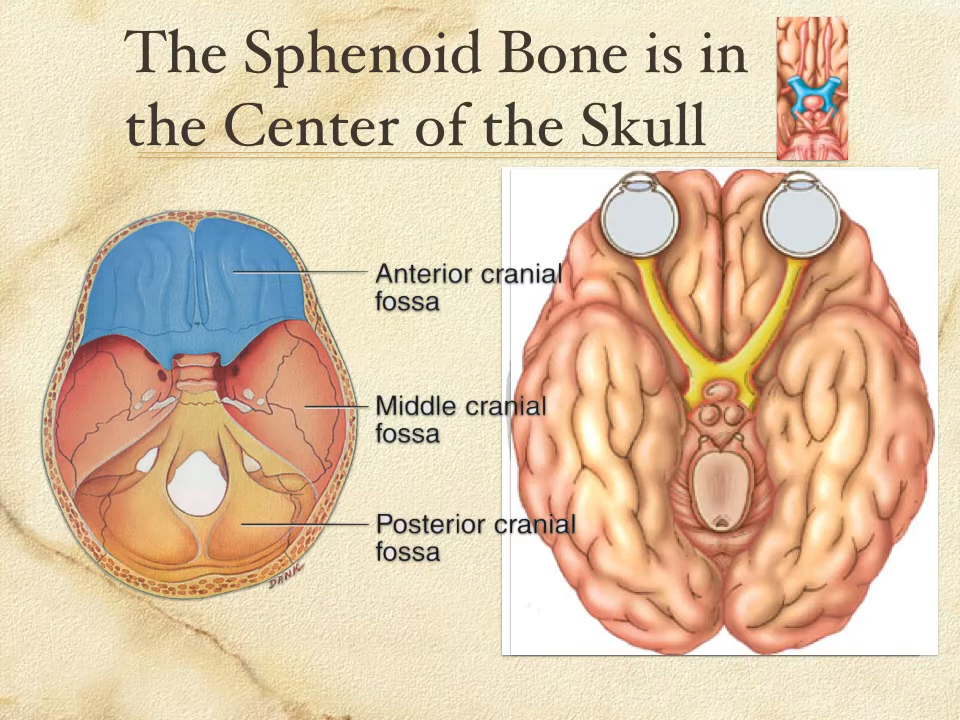 The Sphenoid Bone is in
the Center of the Skull
Anterior cranial
fossa
Middle cranial
fossa
Posterior cranial
fossa
DANK